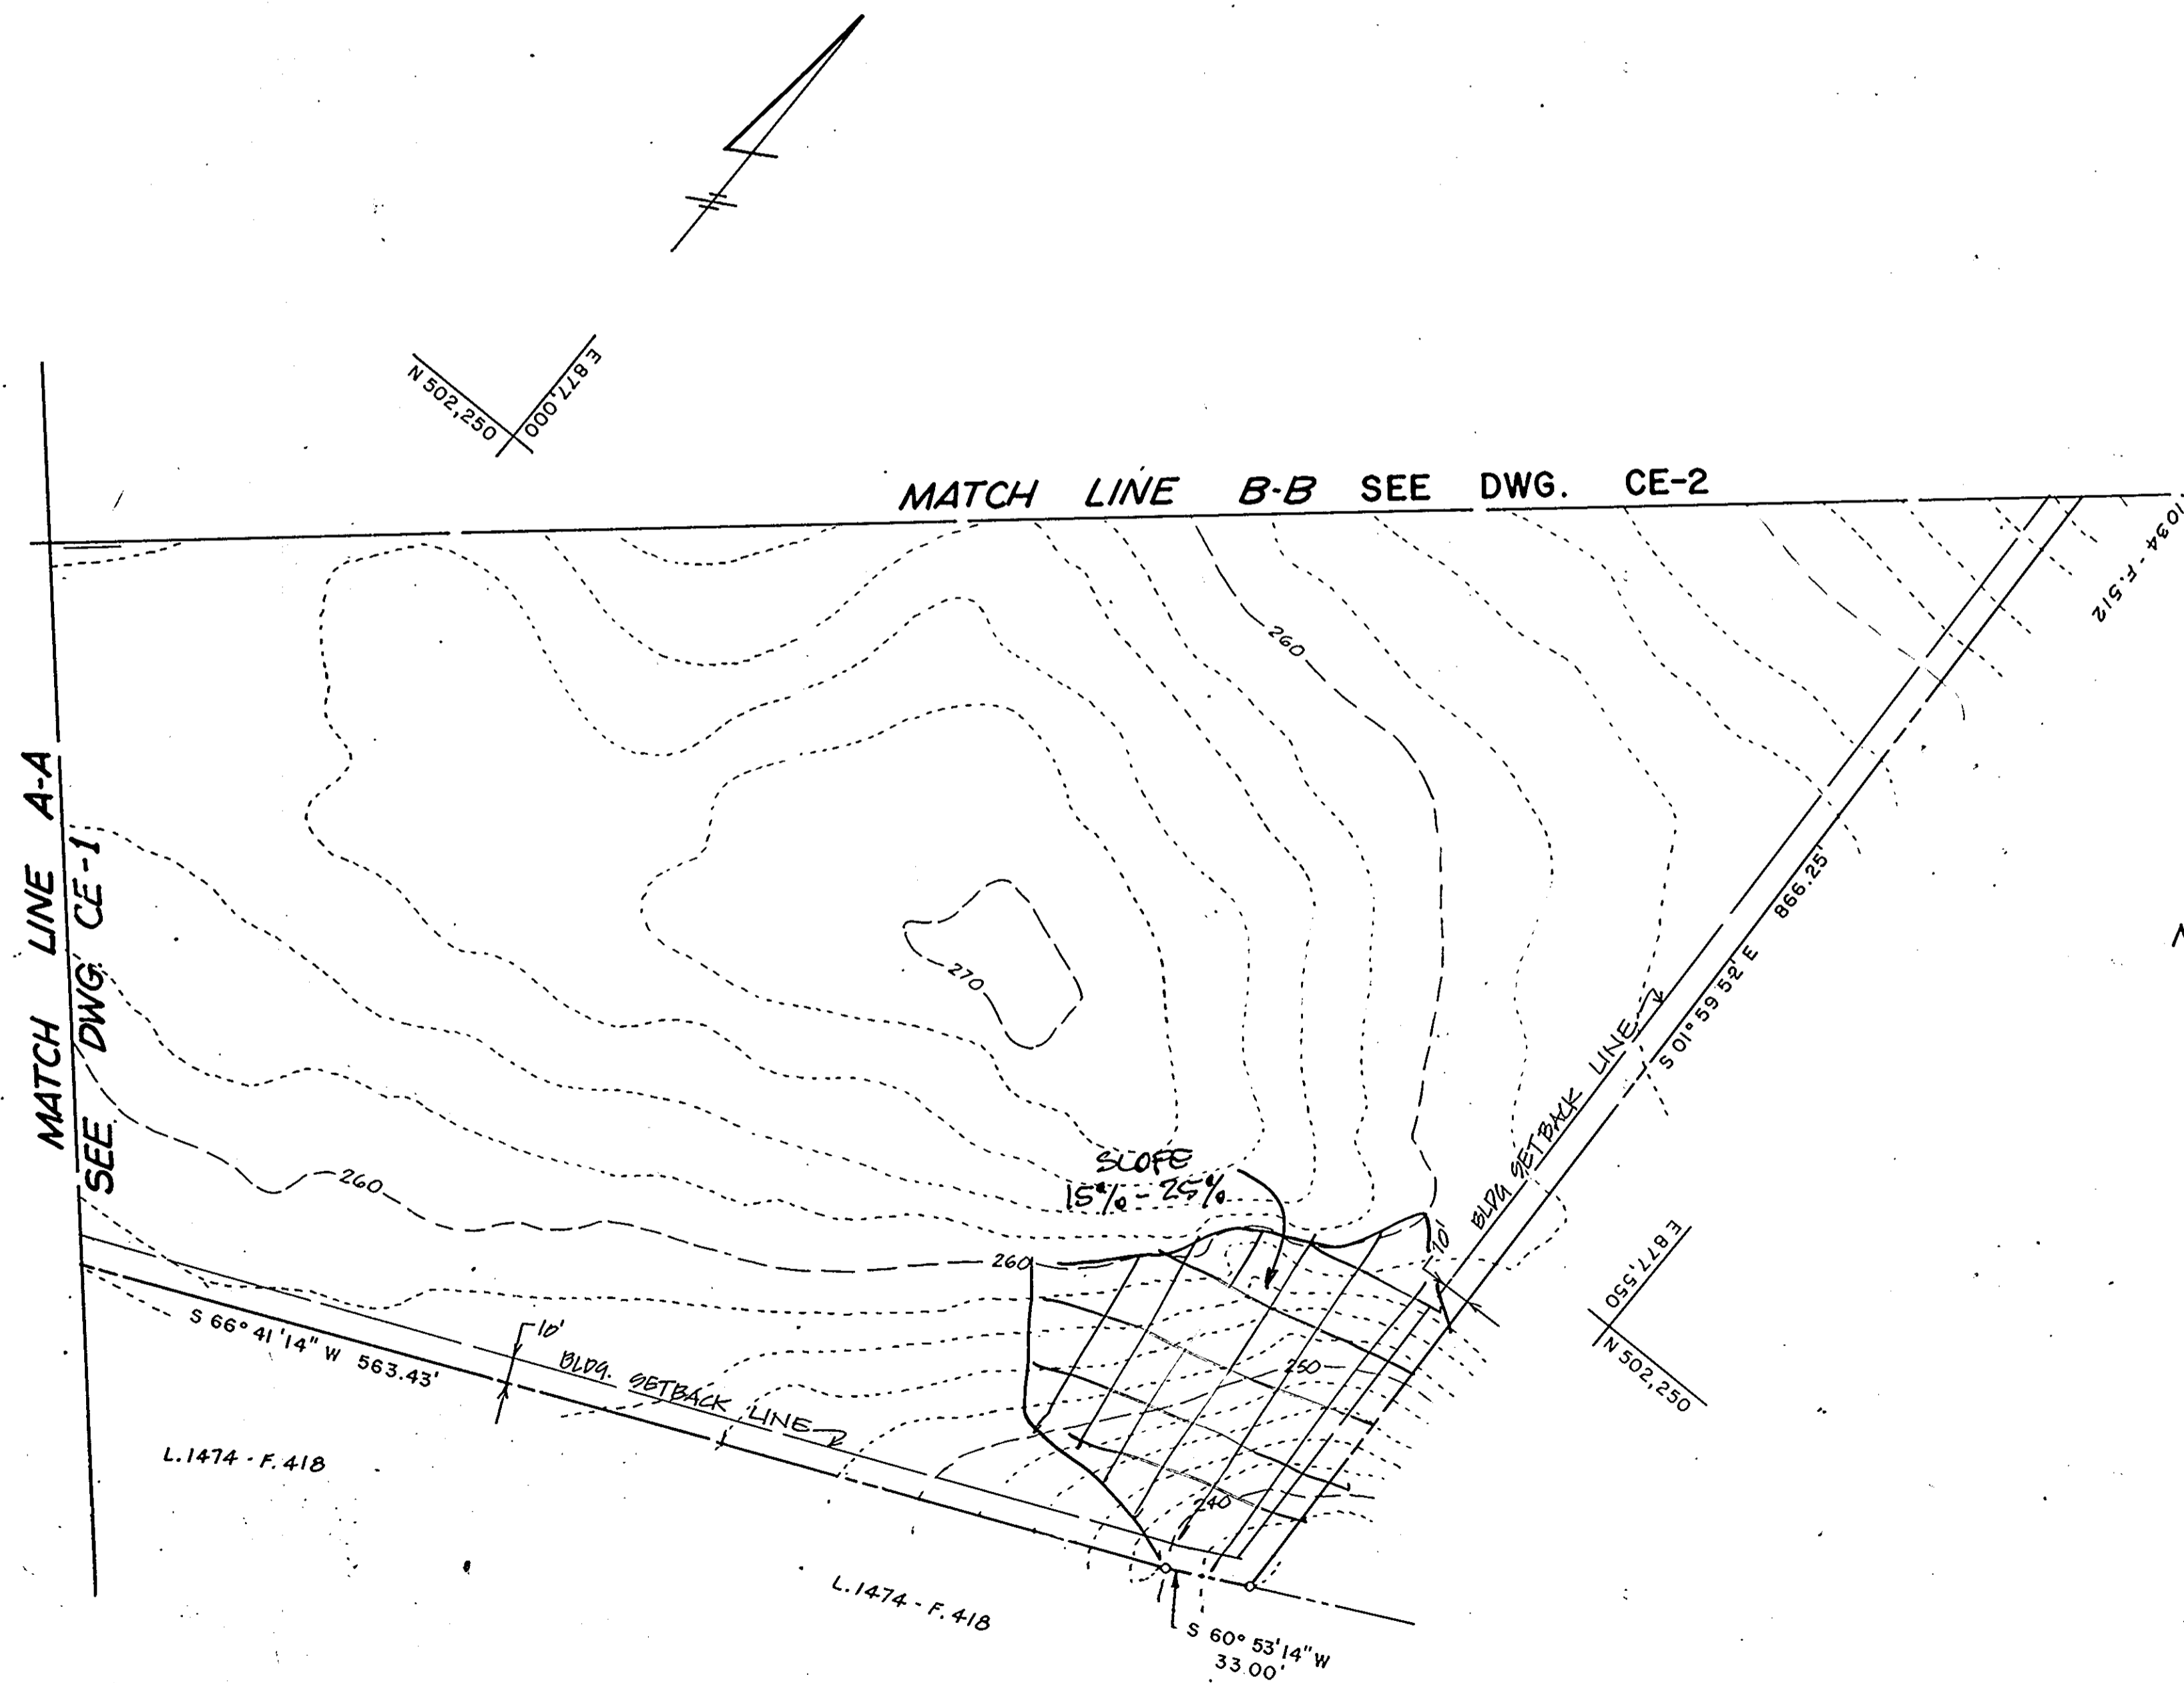 N 502,250
E 877,000
MATCH LINE B-B SEE DWG. CE-2
1034 - F. 512
260
MATCH LINE A-A
SEE DWG. CE-1
270
S 01° 59 52' E 866.25'
BLDG SETBACK LINE
SLOPE
15% - 25%
260
10'
260
E 877,550
N 502,250
S 66° 41' 14" W 563.43'
10'
BLDG. SETBACK LINE
250
L. 1474 - F. 418
240
L. 1474 - F. 418
S 60° 53' 14" W
33.00'